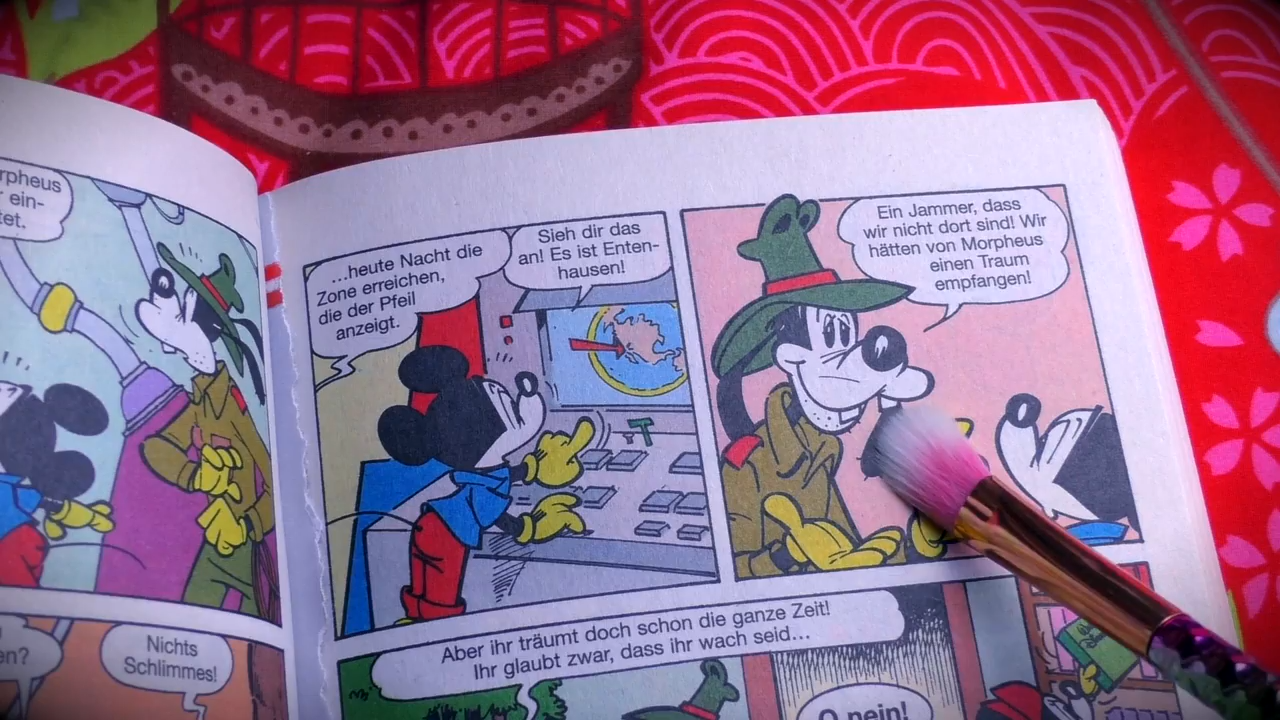 rpheus
ein-
tet.
Nichts
Schlimmes!
...heute Nacht die
Zone erreichen,
die der Pfeil
anzeigt.
Sieh dir das
an! Es ist Enten-
hausen!
Ein Jammer, dass
wir nicht dort sind! Wir
hätten von Morpheus
einen Traum
empfangen!
Aber ihr träumt doch schon die ganze Zeit!
Ihr glaubt zwar, dass ihr wach seid...
O nein!